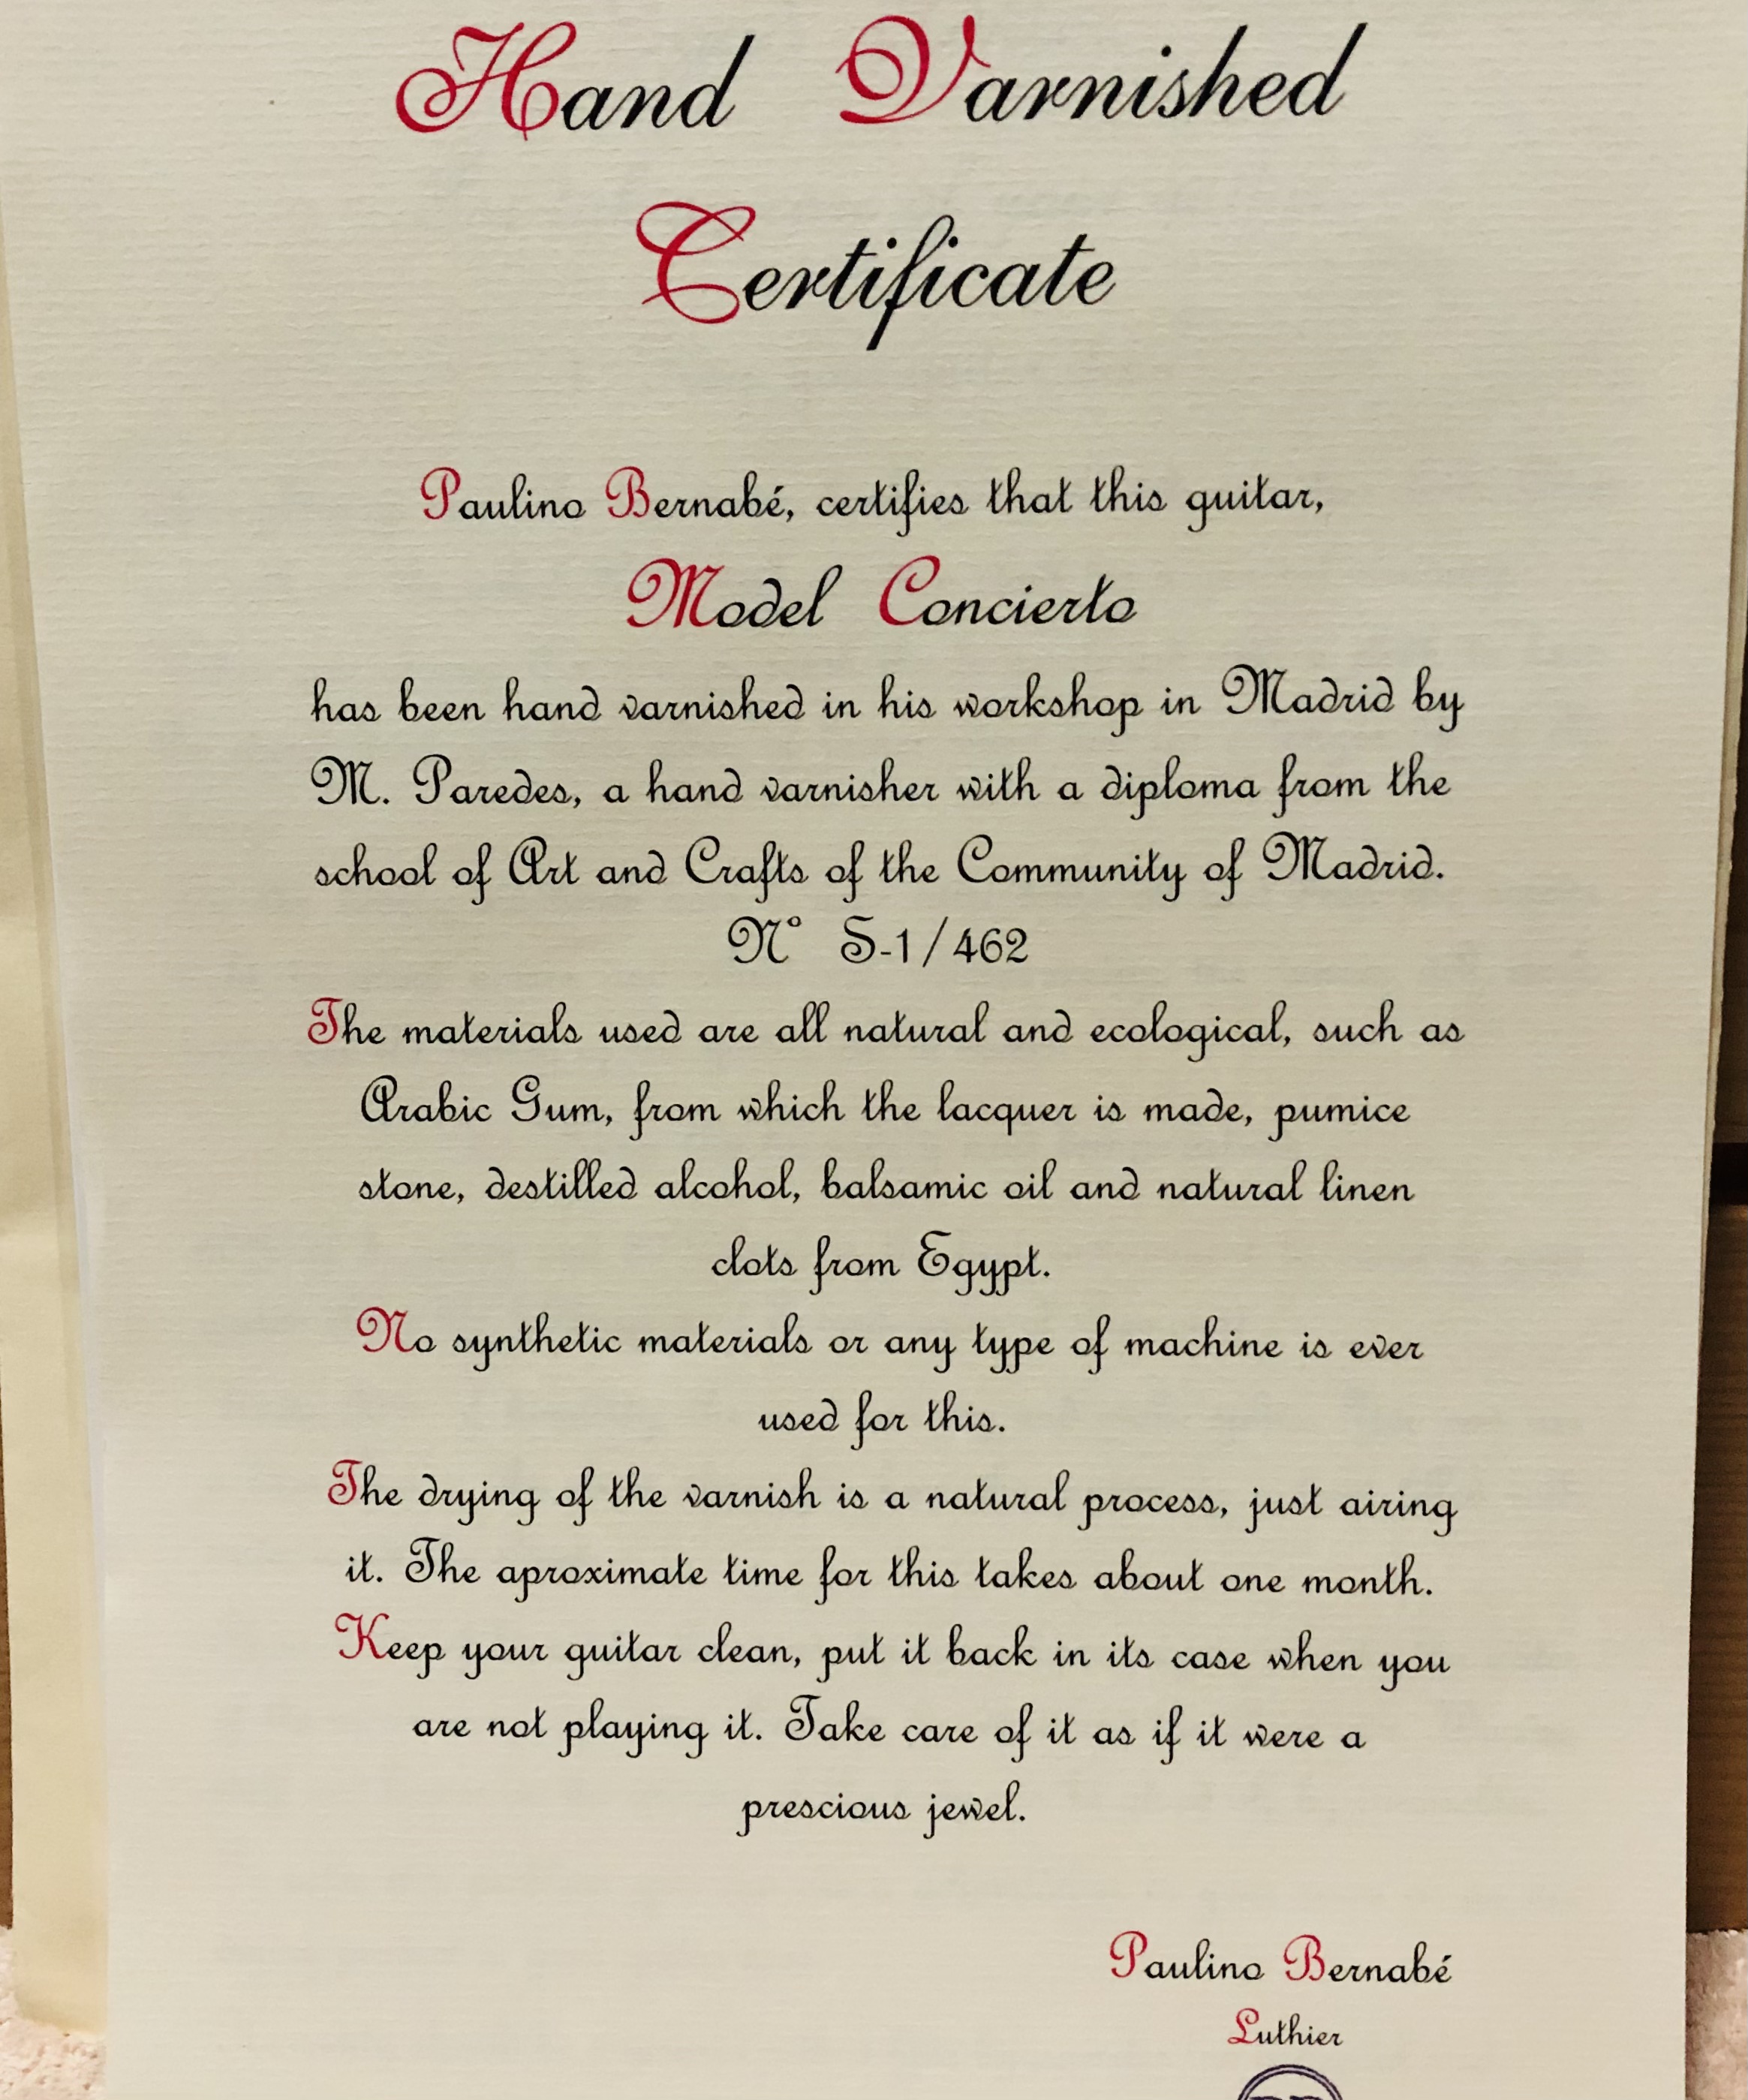 Hand Varnished
Certificate
Paulino Bernabé, certifies that this guitar,
Model Concierto
has been hand varnished in his workshop in Madrid by
M. Paredes, a hand varnisher with a diploma from the
school of Art and Crafts of the Community of Madrid.
N° S-1/462
The materials used are all natural and ecological, such as
Arabic Gum, from which the lacquer is made, pumice
stone, destilled alcohol, balsamic oil and natural linen
clots from Egypt.
No synthetic materials or any type of machine is ever
used for this.
The drying of the varnish is a natural process, just airing
it. The aproximate time for this takes about one month.
Keep your guitar clean, put it back in its case when you
are not playing it. Take care of it as if it were a
prescious jewel.
Paulino Bernabé
Luthier